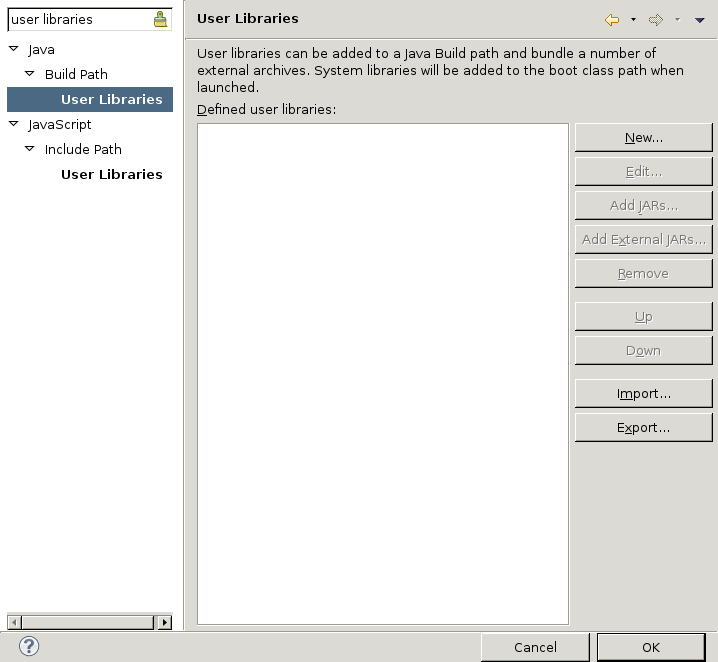 user libraries
Java
Build Path
User Libraries
JavaScript
Include Path
User Libraries
User Libraries
User libraries can be added to a Java Build path and bundle a number of
external archives. System libraries will be added to the boot class path when
launched.
Defined user libraries:
New...
Edit...
Add JARs...
Add External JARs...
Remove
Up
Down
Import...
Export...
?
Cancel
OK